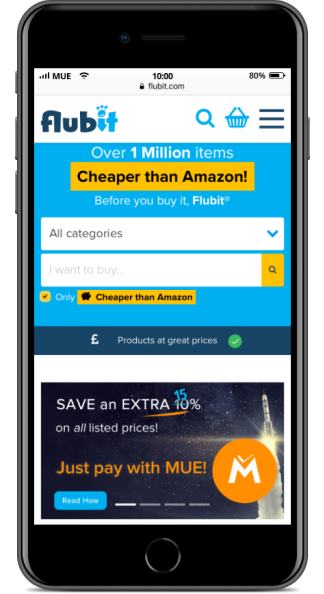 MUE 10:00 80%
flubit.com
flubit
Over 1 Million items
Cheaper than Amazon!
Before you buy it, Flubit®
All categories
I want to buy...
Only Cheaper than Amazon
£ Products at great prices
15
SAVE an EXTRA 10%
on all listed prices!
Just pay with MUE!
Read How